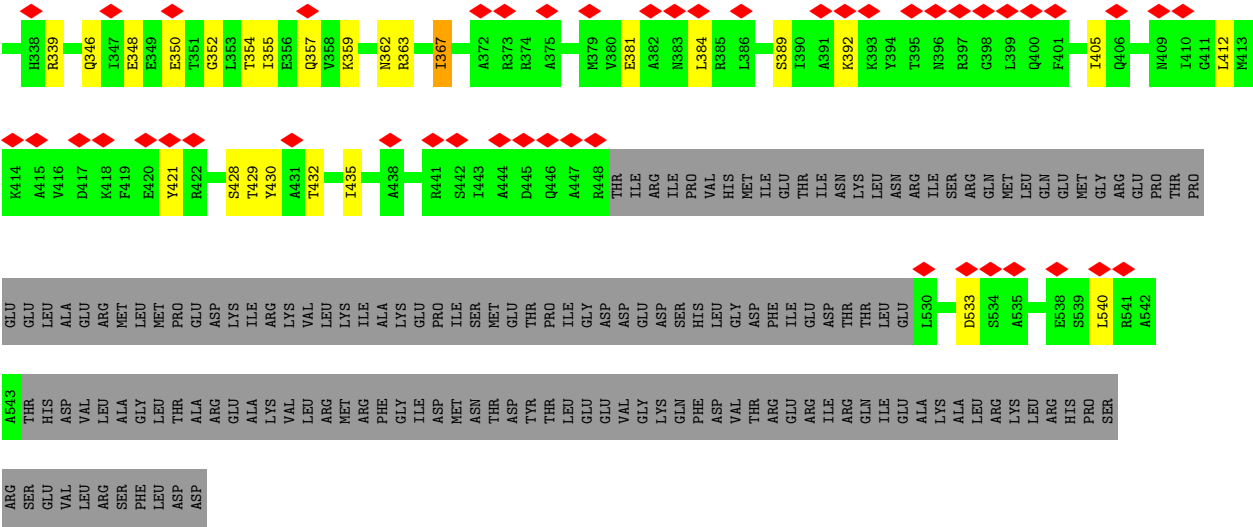 H338 R339 Q346 I347 E348 E349 E350 T351 G352 L353 T354 I355 E356 Q357 V358 K359 N362 R363 I367 A372 R373 R374 A375 M379 V380 E381 A382 N383 L384 R385 L386 S389 I390 A391 K392 K393 Y394 T395 N396 R397 G398 L399 Q400 F401 I405 Q406 N409 I410 G411 L412 M413
K414 A415 V416 D417 K418 F419 E420 Y421 R422 S428 T429 Y430 A431 T432 I435 A438 R441 S442 I443 A444 D445 Q446 A447 R448 THR ILE ARG ILE PRO VAL HIS MET ILE GLU THR ILE ASN LYS LEU ASN ARG ILE SER ARG GLN MET LEU GLN GLU MET GLY ARG GLU PRO THR PRO
GLU GLU LEU ALA GLU ARG MET LEU MET PRO GLU ASP LYS ILE ARG LYS VAL LEU LYS ILE ALA LYS GLU PRO ILE SER MET GLU THR PRO ILE GLY ASP ASP GLU ASP SER HIS LEU GLY ASP PHE ILE GLU ASP THR THR LEU GLU L530 D533 S534 A535 E538 S539 L540 R541 A542
A543 THR HIS ASP VAL LEU ALA GLY LEU THR ALA ARG GLU ALA LYS VAL LEU ARG MET ARG PHE GLY ILE ASP MET ASN THR ASP TYR THR LEU GLU GLU VAL GLY LYS GLN PHE ASP VAL THR ARG GLU ARG ILE ARG GLN ILE GLU ALA LYS ALA LEU ARG LYS LEU ARG HIS PRO SER
ARG SER GLU VAL LEU ARG SER PHE LEU ASP ASP